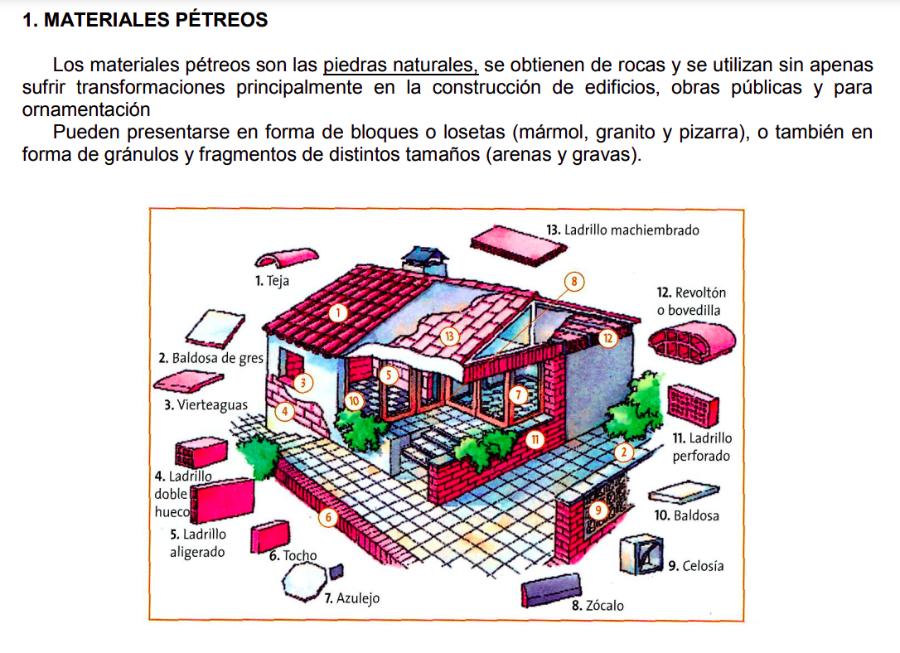 1. MATERIALES PÉTREOS
Los materiales pétreos son las piedras naturales, se obtienen de rocas y se utilizan sin apenas
sufrir transformaciones principalmente en la construcción de edificios, obras públicas y para
ornamentación
Pueden presentarse en forma de bloques o losetas (mármol, granito y pizarra), o también en
forma de gránulos y fragmentos de distintos tamaños (arenas y gravas).
13. Ladrillo machiembrado
1. Teja
8
12. Revoltón
o bovedilla
1
13
12
2. Baldosa de gres
3. Vierteaguas
3
5
7
10
4
11
2
11. Ladrillo
perforado
4. Ladrillo
doble
hueco
5. Ladrillo
aligerado
6
9
10. Baldosa
6. Tocho
9. Celosía
7. Azulejo
8. Zócalo